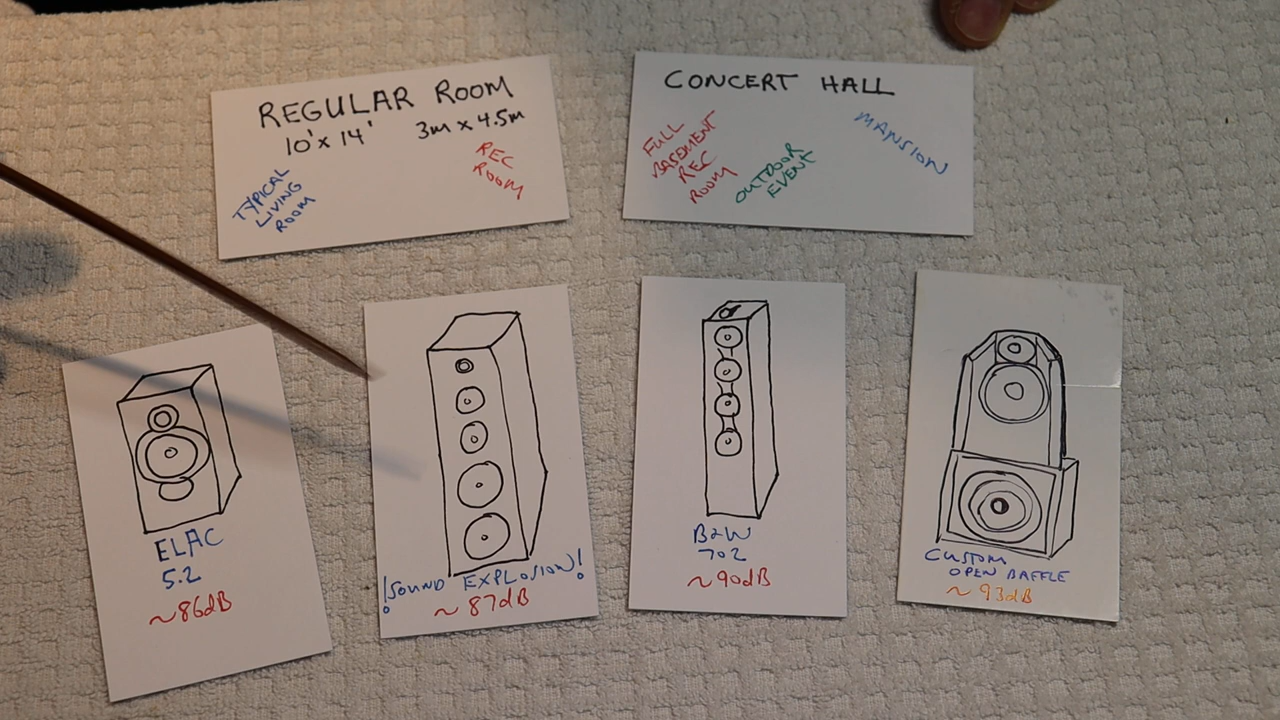 REGULAR ROOM
10' x 14'
3m x 4.5m
TYPICAL
LIVING
ROOM
REC
ROOM
CONCERT HALL
FULL
BASEMENT
REC
ROOM
OUTDOOR
EVENT
MANSION
ELAC
5.2
~86dB
!SOUND EXPLOSION!
~87dB
B&W
702
~90dB
CUSTOM
OPEN BAFFLE
~93dB